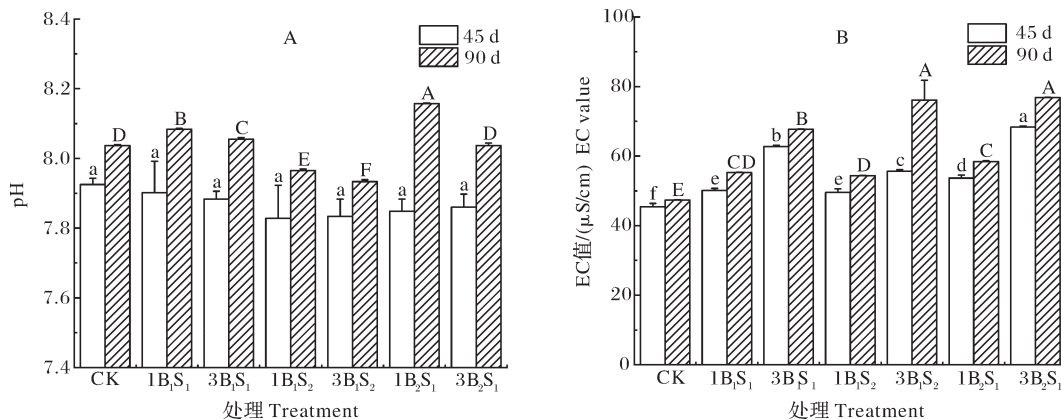 A
45 d
90 d
pH
8.4
8.2
8.0
7.8
7.6
7.4
a D
a B
a C
a E
a F
a A
a D
CK 1B₁S₁ 3B₁S₁ 1B₁S₂ 3B₁S₂ 1B₂S₁ 3B₂S₁
处理 Treatment
B
45 d
90 d
EC值/(μS/cm) EC value
100
80
60
40
20
0
f E
e CD
b B
e D
c A
d C
a A
CK 1B₁S₁ 3B₁S₁ 1B₁S₂ 3B₁S₂ 1B₂S₁ 3B₂S₁
处理 Treatment